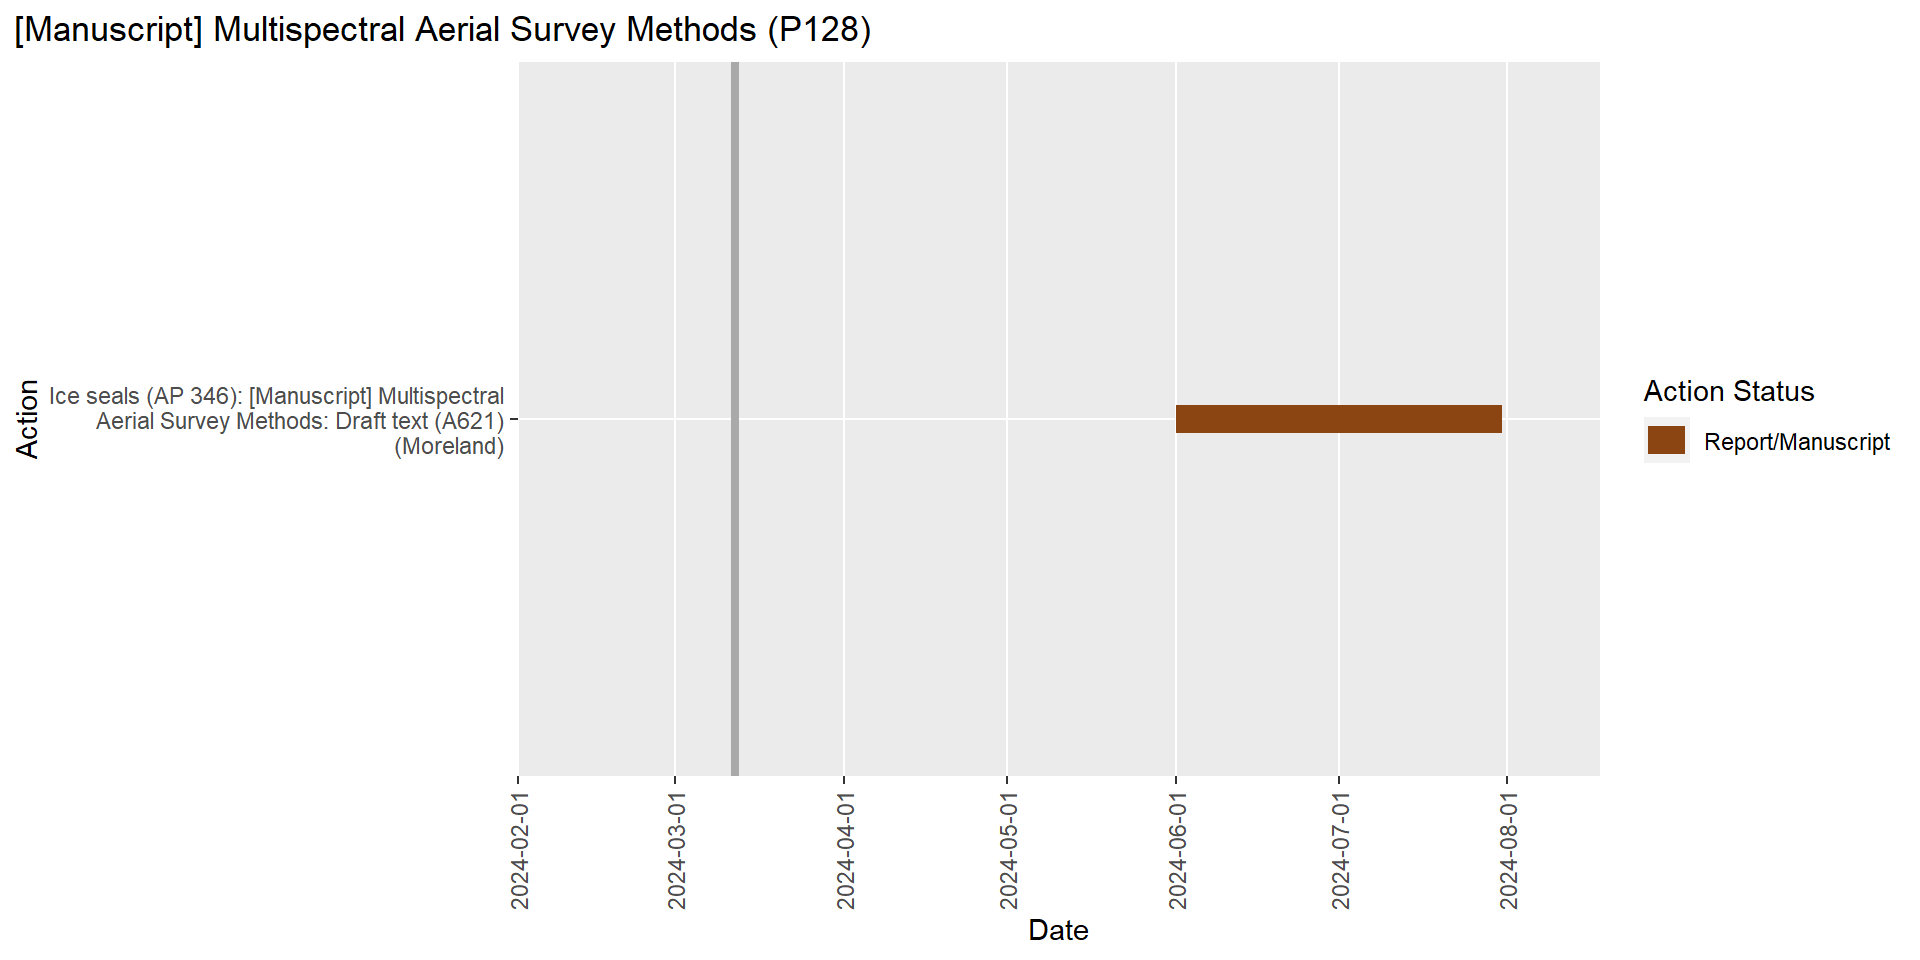 [Manuscript] Multispectral Aerial Survey Methods (P128)
Action
Ice seals (AP 346): [Manuscript] Multispectral
Aerial Survey Methods: Draft text (A621)
(Moreland)
Action Status
Report/Manuscript
2024-02-01
2024-03-01
2024-04-01
2024-05-01
2024-06-01
2024-07-01
2024-08-01
Date